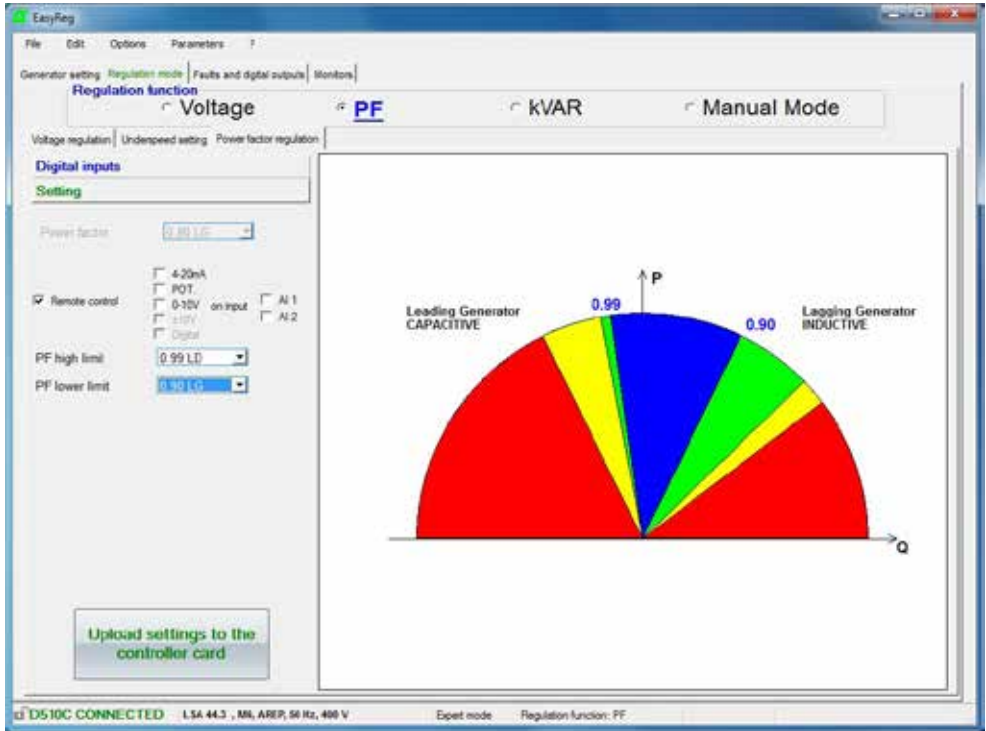 EasyReg
File Edit Options Parameters ?
Generator setting Regulation mode Faults and digital outputs Monitors
Regulation function
Voltage PF kVAR Manual Mode
Voltage regulation Underspeed setting Power factor regulation
Digital inputs
Setting
Power factor
4-20mA
POT.
Remote control 0-10V on input AI 1
±10V AI 2
Digital
PF high limit 0.99 LD
PF lower limit 0.90 LG
P
Leading Generator 0.99 Lagging Generator
CAPACITIVE 0.90 INDUCTIVE
Q
Upload settings to the
controller card
D510C CONNECTED LSA 44.3 , M6, AREP, 50 Hz, 400 V Expert mode Regulation function: PF